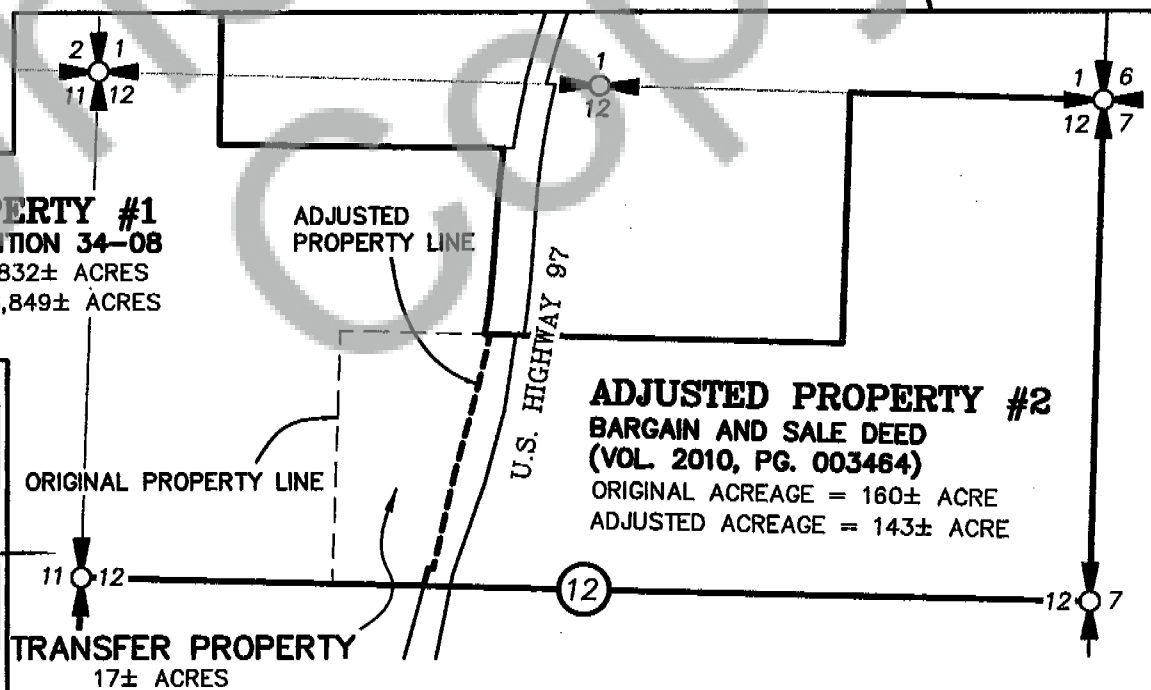 2 1
11 12
1
12
1 6
12 7
ERTY #1
TION 34-08
832± ACRES
,849± ACRES
ADJUSTED
PROPERTY LINE
U.S. HIGHWAY 97
ADJUSTED PROPERTY #2
BARGAIN AND SALE DEED
(VOL. 2010, PG. 003464)
ORIGINAL ACREAGE = 160± ACRE
ADJUSTED ACREAGE = 143± ACRE
ORIGINAL PROPERTY LINE
11 12
12
12 7
TRANSFER PROPERTY
17± ACRES